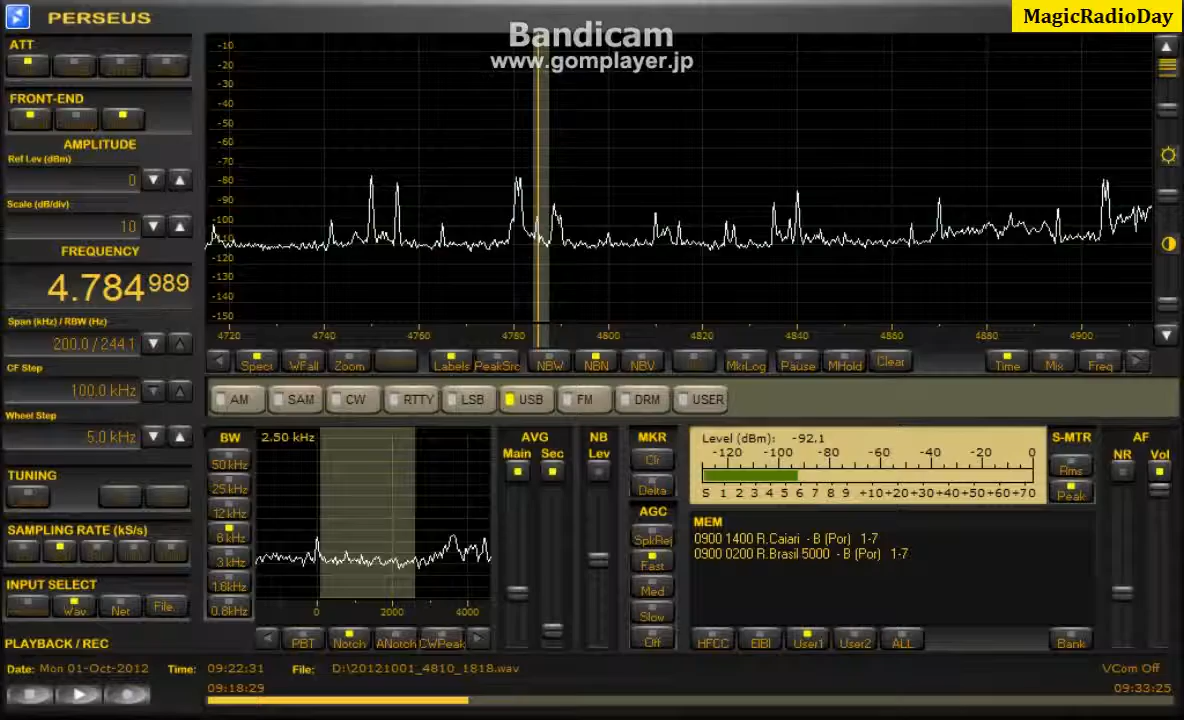 PERSEUS
Bandicam
www.gomplayer.jp
MagicRadioDay
ATT
FRONT-END
AMPLITUDE
Ref Lev (dBm)
0
Scale (dB/div)
10
FREQUENCY
4.784989
Span (kHz) / RBW (Hz)
200.0 / 244.1
CF Step
100.0 kHz
Wheel Step
5.0 kHz
TUNING
SAMPLING RATE (kS/s)
INPUT SELECT
Wav Net File
PLAYBACK / REC
-10
-20
-30
-40
-50
-60
-70
-80
-90
-100
-110
-120
-130
-140
-150
4720 4740 4760 4780 4800 4820 4840 4860 4880 4900
Spect WFall Zoom Labels PeakSrc NBW NBN NBV MkrLog Pause MHold Clear Time Mix Freq
AM SAM CW RTTY LSB USB FM DRM USER
BW
50 kHz
25 kHz
12 kHz
6 kHz
3 kHz
1.6kHz
0.8kHz
2.50 kHz
0 2000 4000
PBT Notch ANotch CWPeak
AVG
Main Sec
NB
Lev
MKR
Clr
Delta
AGC
SpkRej
Fast
Med
Slow
Off
Level (dBm): -92.1
-120 -100 -80 -60 -40 -20 0
S 1 2 3 4 5 6 7 8 9 +10+20+30+40+50+60+70
S-MTR
Rms
Peak
AF
NR Vol
MEM
0900 1400 R.Caiari - B (Por) 1-7
0900 0200 R.Brasil 5000 - B (Por) 1-7
HFCC EIBI User1 User2 ALL Bank
Date: Mon 01-Oct-2012 Time: 09:22:31 File: D:\20121001_4810_1818.wav VCom Off
09:18:29 09:33:25